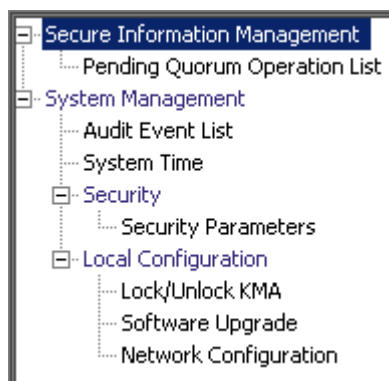 Secure Information Management
Pending Quorum Operation List
System Management
Audit Event List
System Time
Security
Security Parameters
Local Configuration
Lock/Unlock KMA
Software Upgrade
Network Configuration